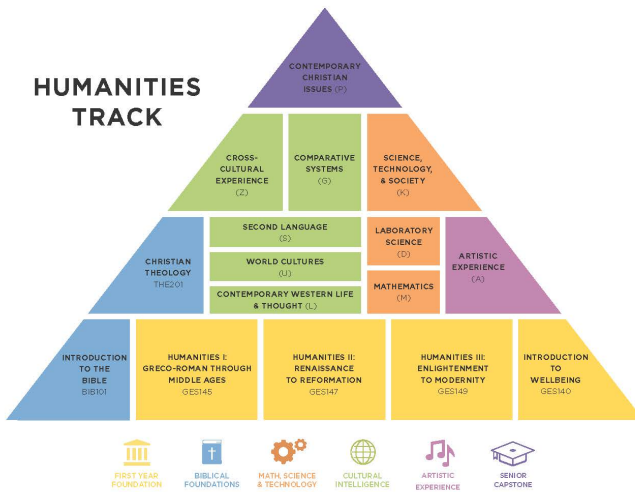 HUMANITIES
TRACK
CONTEMPORARY
CHRISTIAN
ISSUES (P)
CROSS-
CULTURAL
EXPERIENCE
(Z)
COMPARATIVE
SYSTEMS
(G)
SCIENCE,
TECHNOLOGY,
& SOCIETY
(K)
CHRISTIAN
THEOLOGY
THE201
SECOND LANGUAGE
(S)
WORLD CULTURES
(U)
CONTEMPORARY WESTERN LIFE
& THOUGHT (L)
LABORATORY
SCIENCE
(D)
MATHEMATICS
(M)
ARTISTIC
EXPERIENCE
(A)
INTRODUCTION
TO THE
BIBLE
BIB101
HUMANITIES I:
GRECO-ROMAN THROUGH
MIDDLE AGES
GES145
HUMANITIES II:
RENAISSANCE
TO REFORMATION
GES147
HUMANITIES III:
ENLIGHTENMENT
TO MODERNITY
GES149
INTRODUCTION
TO
WELLBEING
GES140
FIRST YEAR
FOUNDATION
BIBLICAL
FOUNDATIONS
MATH, SCIENCE
& TECHNOLOGY
CULTURAL
INTELLIGENCE
ARTISTIC
EXPERIENCE
SENIOR
CAPSTONE